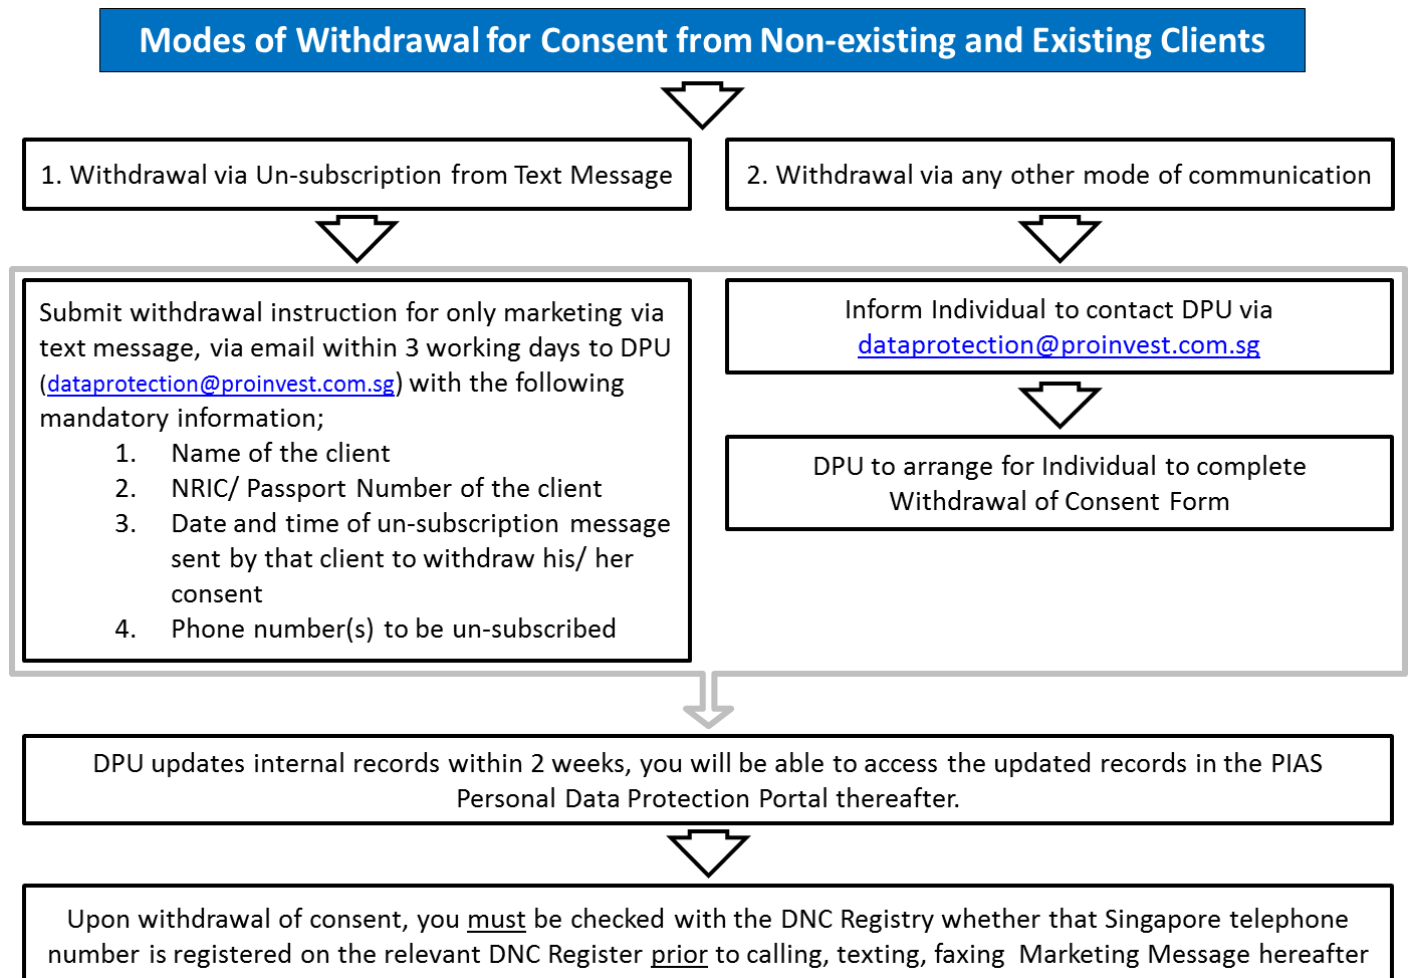 Modes of Withdrawal for Consent from Non-existing and Existing Clients
1. Withdrawal via Un-subscription from Text Message
2. Withdrawal via any other mode of communication
Submit withdrawal instruction for only marketing via
text message, via email within 3 working days to DPU
(dataprotection@proinvest.com.sg) with the following
mandatory information;
1. Name of the client
2. NRIC/ Passport Number of the client
3. Date and time of un-subscription message
sent by that client to withdraw his/ her
consent
4. Phone number(s) to be un-subscribed
Inform Individual to contact DPU via
dataprotection@proinvest.com.sg
DPU to arrange for Individual to complete
Withdrawal of Consent Form
DPU updates internal records within 2 weeks, you will be able to access the updated records in the PIAS
Personal Data Protection Portal thereafter.
Upon withdrawal of consent, you must be checked with the DNC Registry whether that Singapore telephone
number is registered on the relevant DNC Register prior to calling, texting, faxing  Marketing Message hereafter